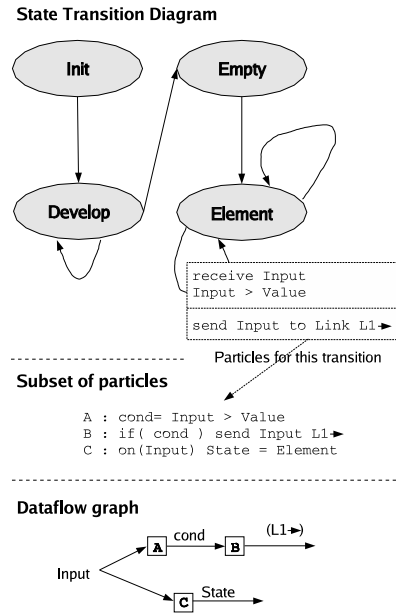 State Transition Diagram
Init
Empty
Develop
Element
receive Input
Input > Value
send Input to Link L1→
Particles for this transition
Subset of particles
A : cond= Input > Value
B : if( cond ) send Input L1→
C : on(Input) State = Element
Dataflow graph
(L1→)
cond
A
B
Input
State
C